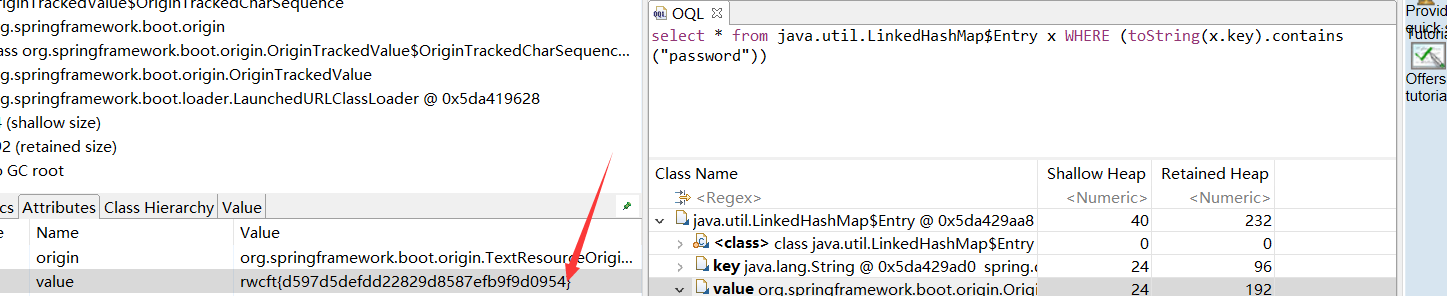 riginTrackedValue$OriginTrackedCharSequence
rg.springframework.boot.origin
lass org.springframework.boot.origin.OriginTrackedValue$OriginTrackedCharSequenc...
rg.springframework.boot.origin.OriginTrackedValue
rg.springframework.boot.loader.LaunchedURLClassLoader @ 0x5da419628
(shallow size)
92 (retained size)
o GC root
cs Attributes Class Hierarchy Value
e Name Value
origin org.springframework.boot.origin.TextResourceOrigi...
value rwcft{d597d5defdd22829d8587efb9f9d0954}
OQL
select * from java.util.LinkedHashMap$Entry x WHERE (toString(x.key).contains
("password"))
Class Name Shallow Heap Retained Heap
<Regex> <Numeric> <Numeric>
java.util.LinkedHashMap$Entry @ 0x5da429aa8 40 232
<class> class java.util.LinkedHashMap$Entry 0 0
key java.lang.String @ 0x5da429ad0 spring.d 24 96
value org.springframework.boot.origin.Origi 24 192
Provid
quick s
Tutoria
Offers
tutoria